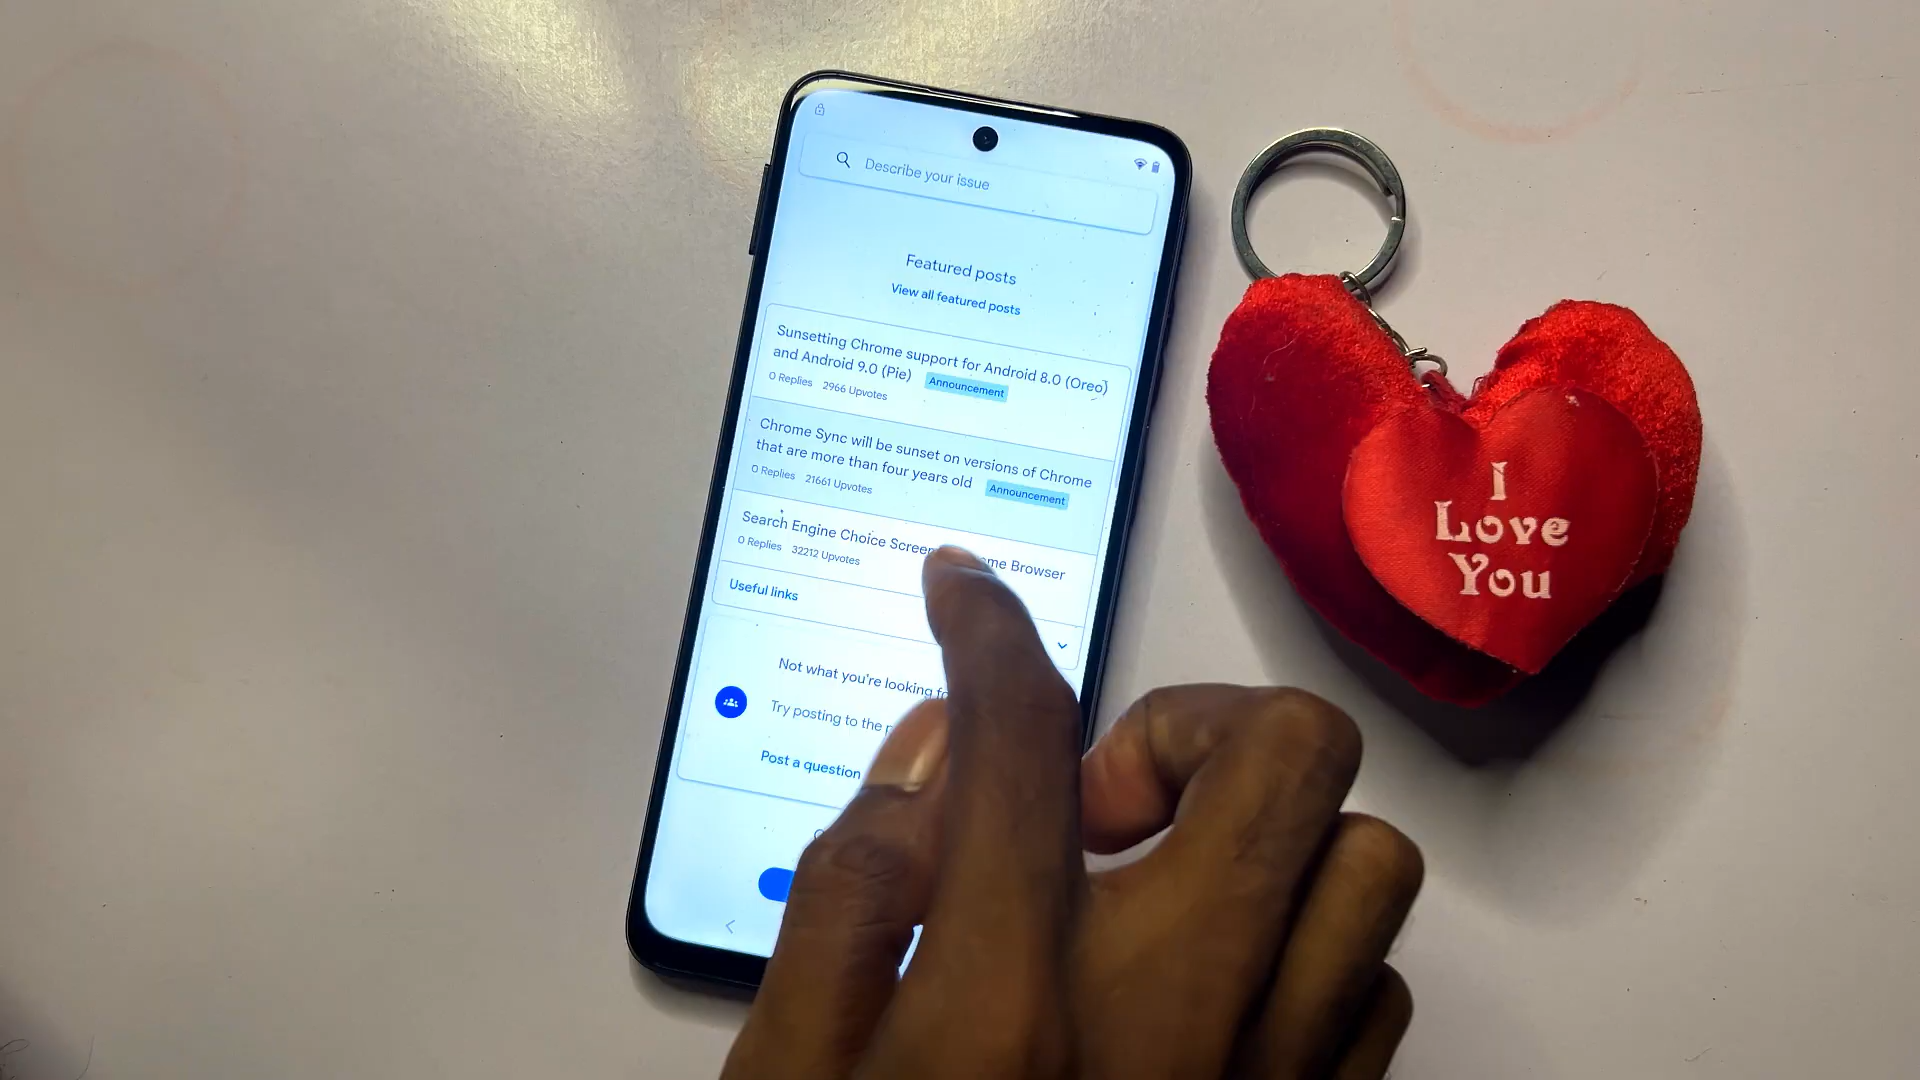 Describe your issue
Featured posts
View all featured posts
Sunsetting Chrome support for Android 8.0 (Oreo)
and Android 9.0 (Pie) Announcement
0 Replies 2966 Upvotes
Chrome Sync will be sunset on versions of Chrome
that are more than four years old Announcement
0 Replies 21661 Upvotes
Search Engine Choice Screen Browser
0 Replies 32212 Upvotes
Useful links
Not what you're looking
Try posting to the
Post a question
I
Love
You